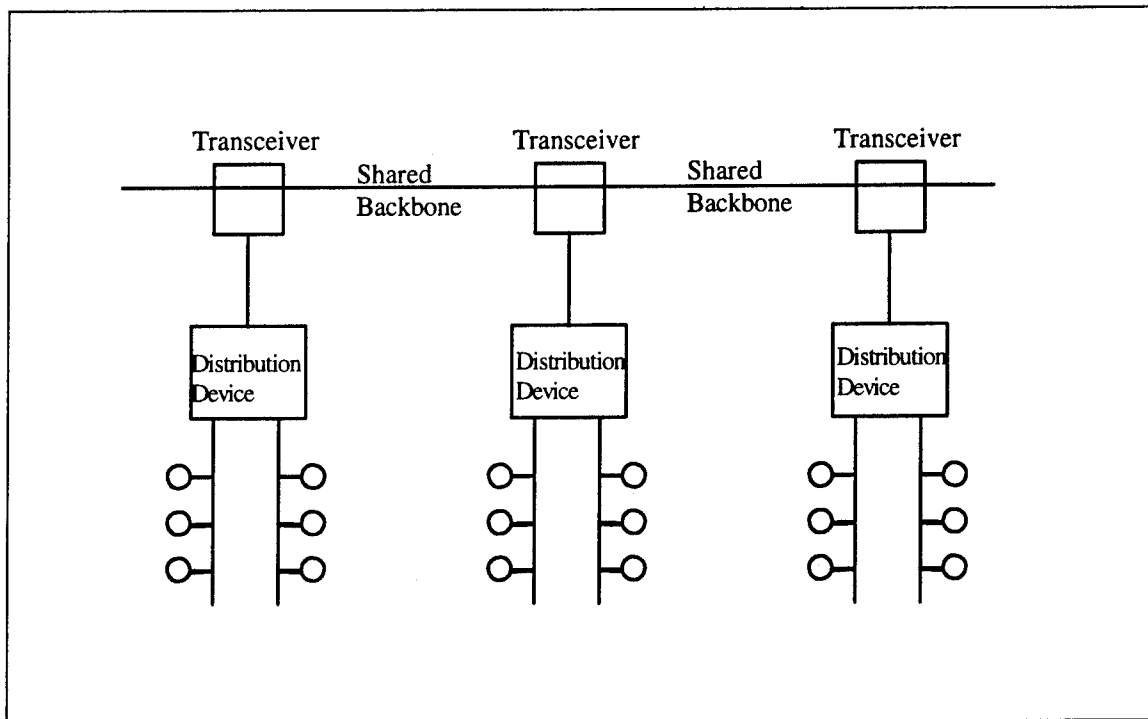 Transceiver
Transceiver
Transceiver
Shared
Backbone
Shared
Backbone
Distribution
Device
Distribution
Device
Distribution
Device